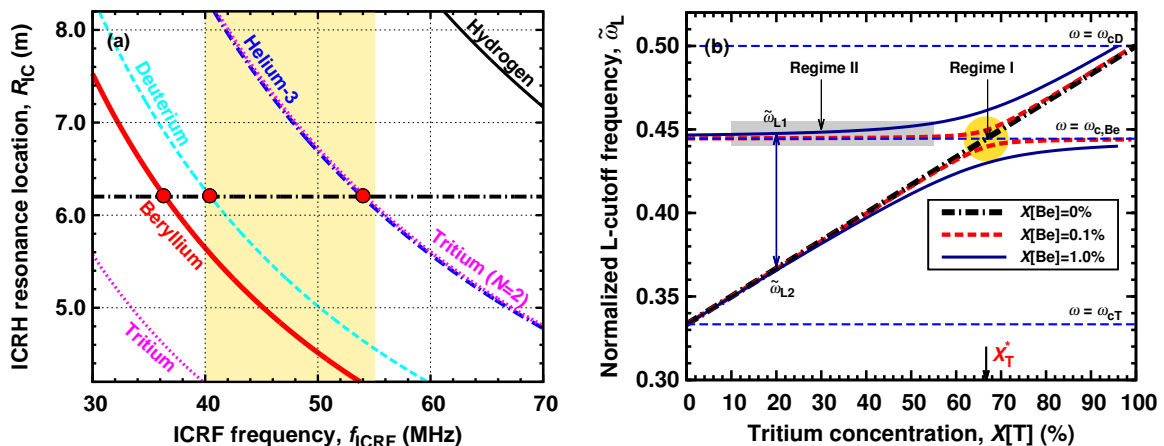 (a)
Hydrogen
Helium-3
Deuterium
Beryllium
Tritium
Tritium (N=2)
8.0
7.0
6.0
5.0
30
40
50
60
70
ICRH resonance location, R_IC (m)
ICRF frequency, f_ICRF (MHz)
(b)
ω = ω_cD
Regime II
Regime I
ω̃_L1
ω = ω_c,Be
X[Be]=0%
X[Be]=0.1%
X[Be]=1.0%
ω̃_L2
ω = ω_cT
X*_T
0.50
0.45
0.40
0.35
0.30
0
10
20
30
40
50
60
70
80
90
100
Normalized L-cutoff frequency, ω̃_L
Tritium concentration, X[T] (%)